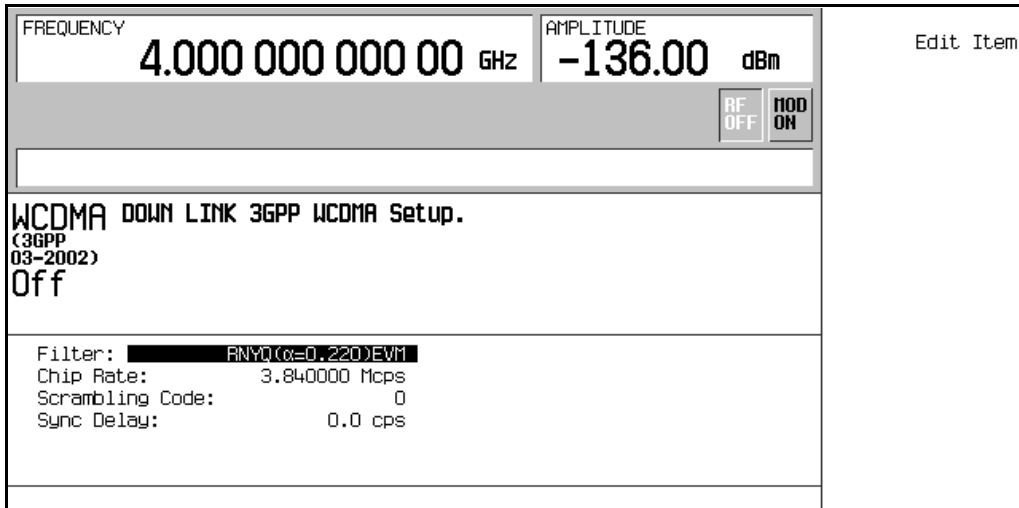 FREQUENCY
4.000 000 000 00 GHz
AMPLITUDE
-136.00 dBm
Edit Item
RF OFF
MOD ON
WCDMA DOWN LINK 3GPP WCDMA Setup.
(3GPP
03-2002)
Off
Filter: RNYQ(α=0.220)EVM
Chip Rate: 3.840000 Mcps
Scrambling Code: 0
Sync Delay: 0.0 cps